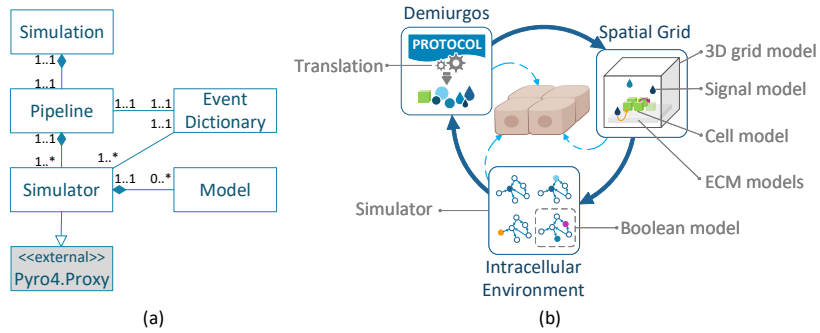 Simulation
1..1
1..1
Pipeline
1..1
1..1
Event
Dictionary
1..1
1..1
1..*
1..*
Simulator
1..1
0..*
Model
<<external>>
Pyro4.Proxy
(a)
Demiurgos
PROTOCOL
Translation
Spatial Grid
3D grid model
Signal model
Cell model
ECM models
Simulator
Boolean model
Intracellular
Environment
(b)